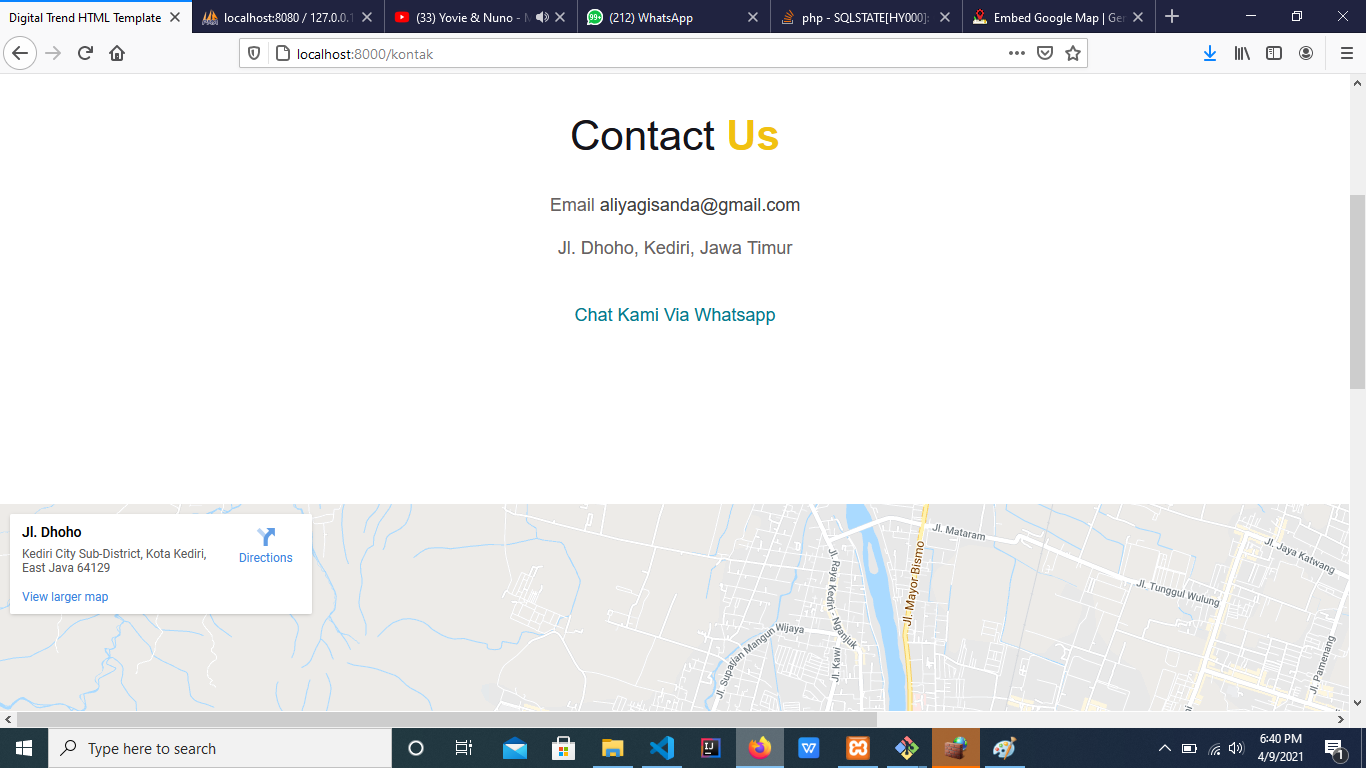 Digital Trend HTML Template
localhost:8080 / 127.0.0.1
(33) Yovie & Nuno -
99+
(212) WhatsApp
php - SQLSTATE[HY000]:
Embed Google Map | Ger
localhost:8000/kontak
Contact Us
Email aliyagisanda@gmail.com
Jl. Dhoho, Kediri, Jawa Timur
Chat Kami Via Whatsapp
Jl. Dhoho
Kediri City Sub-District, Kota Kediri,
East Java 64129
Directions
View larger map
Jl. Mataram
Jl. Jaya Katwang
Jl. Mayor Bismo
Jl. Raya Kediri - Nganjuk
Jl. Tunggul Wulung
Jl. Supatjan Mangun Wijaya
Jl. Kawi
Jl. Pamenang
Type here to search
6:40 PM
4/9/2021
1